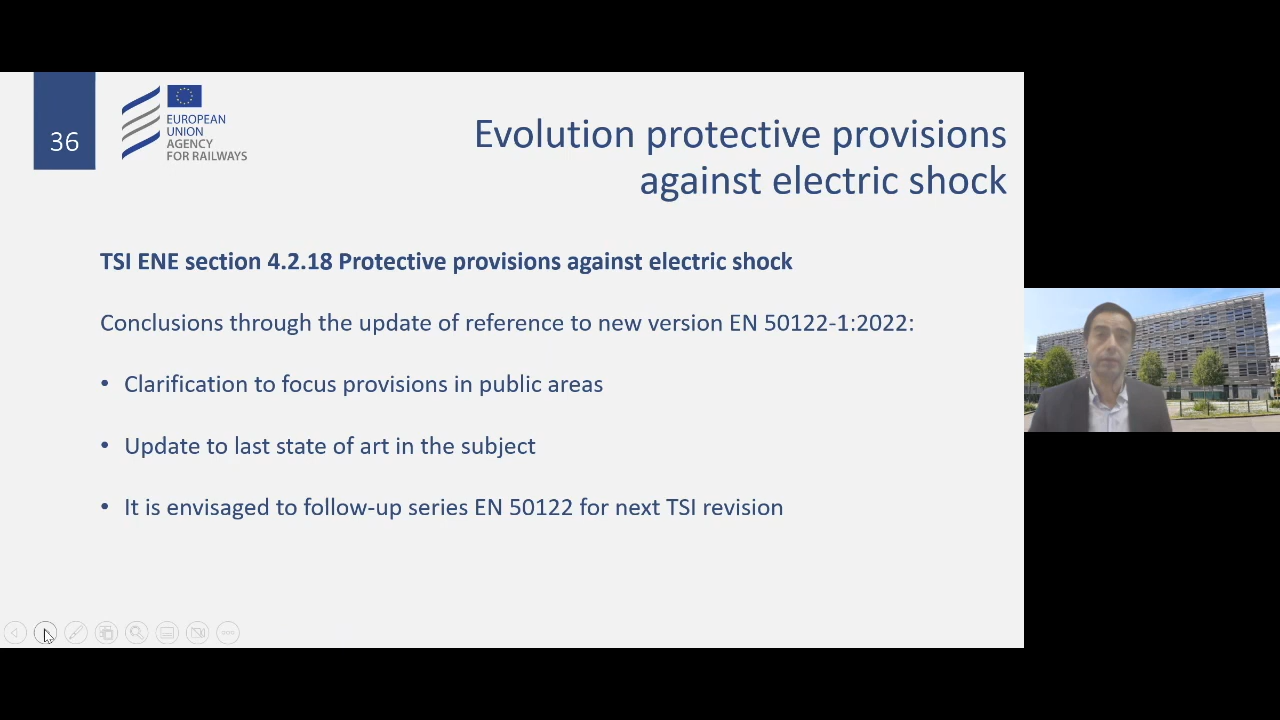 36
EUROPEAN
UNION
AGENCY
FOR RAILWAYS
Evolution protective provisions
against electric shock
TSI ENE section 4.2.18 Protective provisions against electric shock
Conclusions through the update of reference to new version EN 50122-1:2022:
• Clarification to focus provisions in public areas
• Update to last state of art in the subject
• It is envisaged to follow-up series EN 50122 for next TSI revision